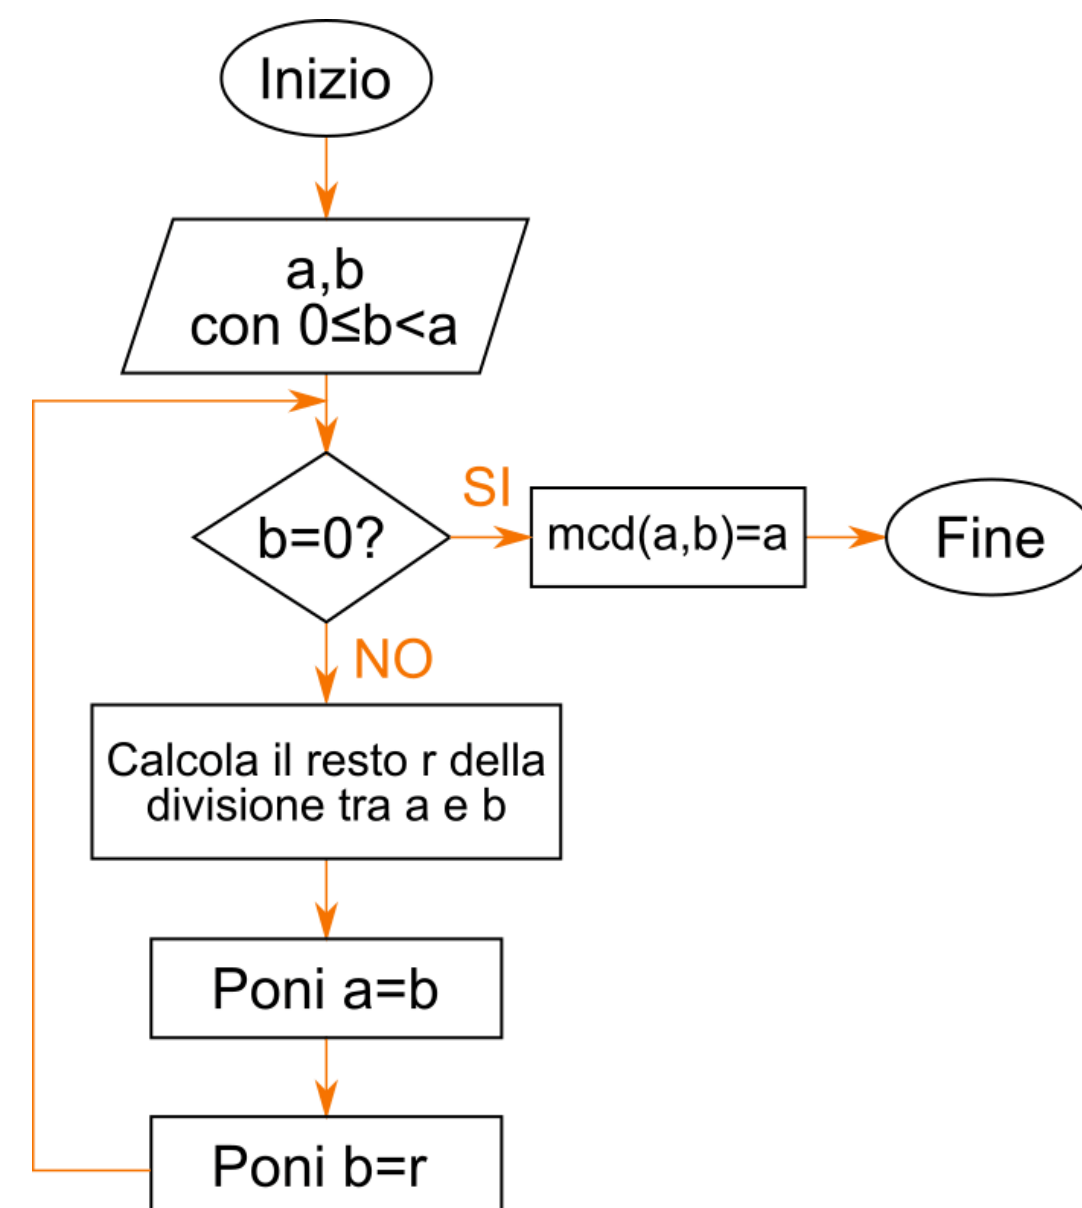 Inizio
a,b
con 0≤b<a
b=0?
SI
mcd(a,b)=a
Fine
NO
Calcola il resto r della
divisione tra a e b
Poni a=b
Poni b=r